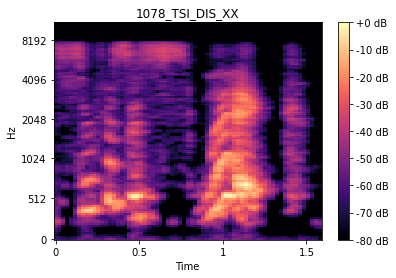 1078_TSI_DIS_XX
8192
4096
2048
1024
512
0
Hz
0
0.5
1
1.5
Time
+0 dB
-10 dB
-20 dB
-30 dB
-40 dB
-50 dB
-60 dB
-70 dB
-80 dB